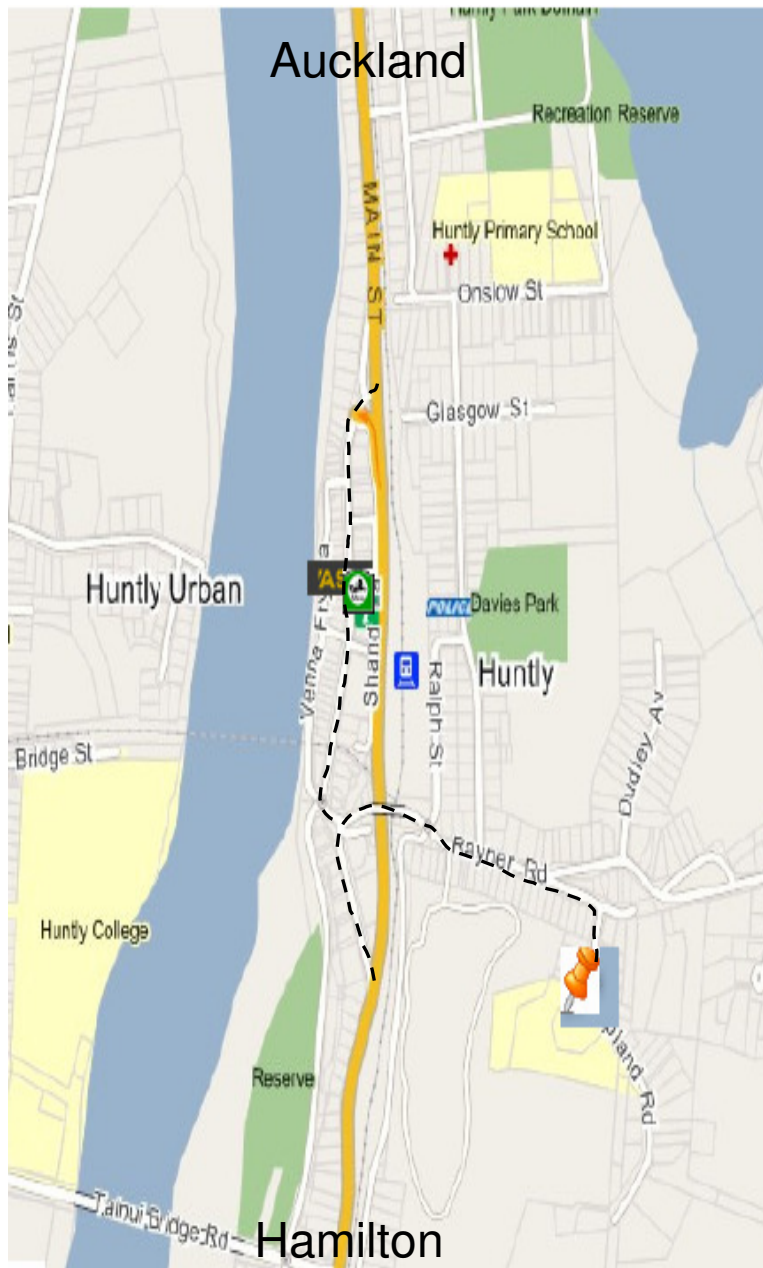 Auckland
Recreation Reserve
MAIN ST
Huntly Primary School
Onslow St
Glasgow St
Huntly Urban
POLICE
Davies Park
Shand
Ralph St
Huntly
Bridge St
Dudley Av
Rayner Rd
Huntly College
Reserve
Tainui Bridge Rd
Hamilton